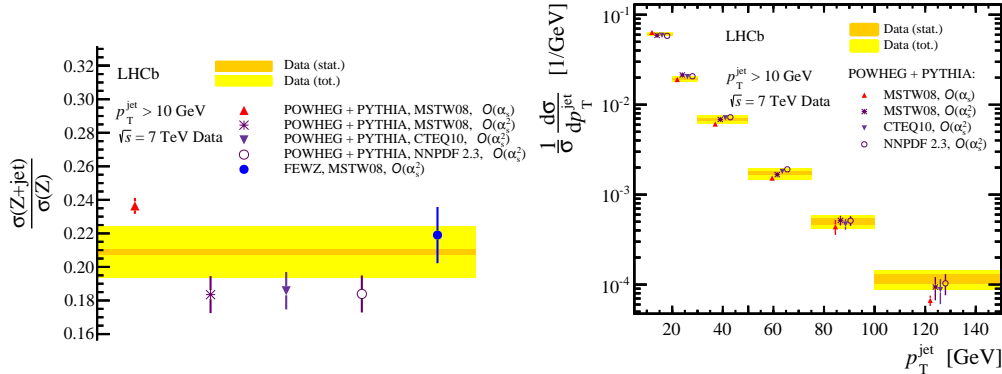 σ(Z+jet)
σ(Z)
0.32
0.30
0.28
0.26
0.24
0.22
0.20
0.18
0.16
LHCb
p_T^jet > 10 GeV
√s = 7 TeV Data
Data (stat.)
Data (tot.)
POWHEG + PYTHIA, MSTW08, O(α_s)
POWHEG + PYTHIA, MSTW08, O(α_s^2)
POWHEG + PYTHIA, CTEQ10, O(α_s^2)
POWHEG + PYTHIA, NNPDF 2.3, O(α_s^2)
FEWZ, MSTW08, O(α_s^2)
1/σ dσ/dp_T^jet [1/GeV]
10^-1
10^-2
10^-3
10^-4
LHCb
p_T^jet > 10 GeV
√s = 7 TeV Data
Data (stat.)
Data (tot.)
POWHEG + PYTHIA:
MSTW08, O(α_s)
MSTW08, O(α_s^2)
CTEQ10, O(α_s^2)
NNPDF 2.3, O(α_s^2)
20 40 60 80 100 120 140
p_T^jet [GeV]